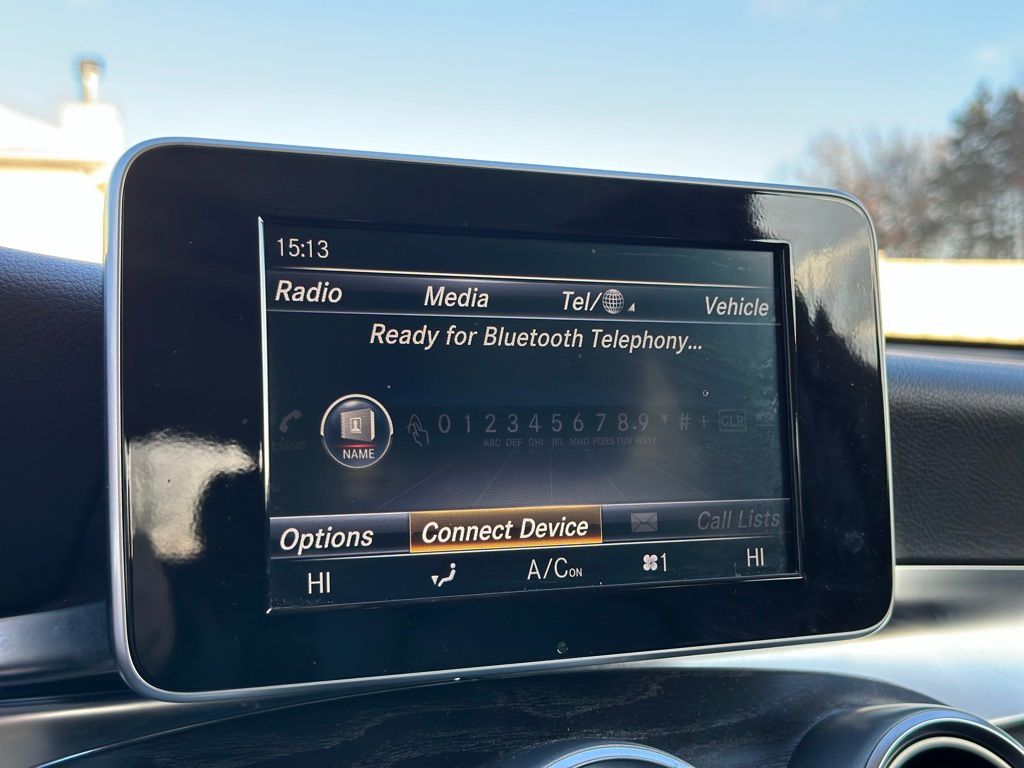 15:13
Radio Media Tel/ Vehicle
Ready for Bluetooth Telephony...
NAME 0 1 2 3 4 5 6 7 8 9 * # + CLR
ABC DEF GHI JKL MNO PQRS TUV WXYZ
Options Connect Device Call Lists
HI A/C ON 1 HI